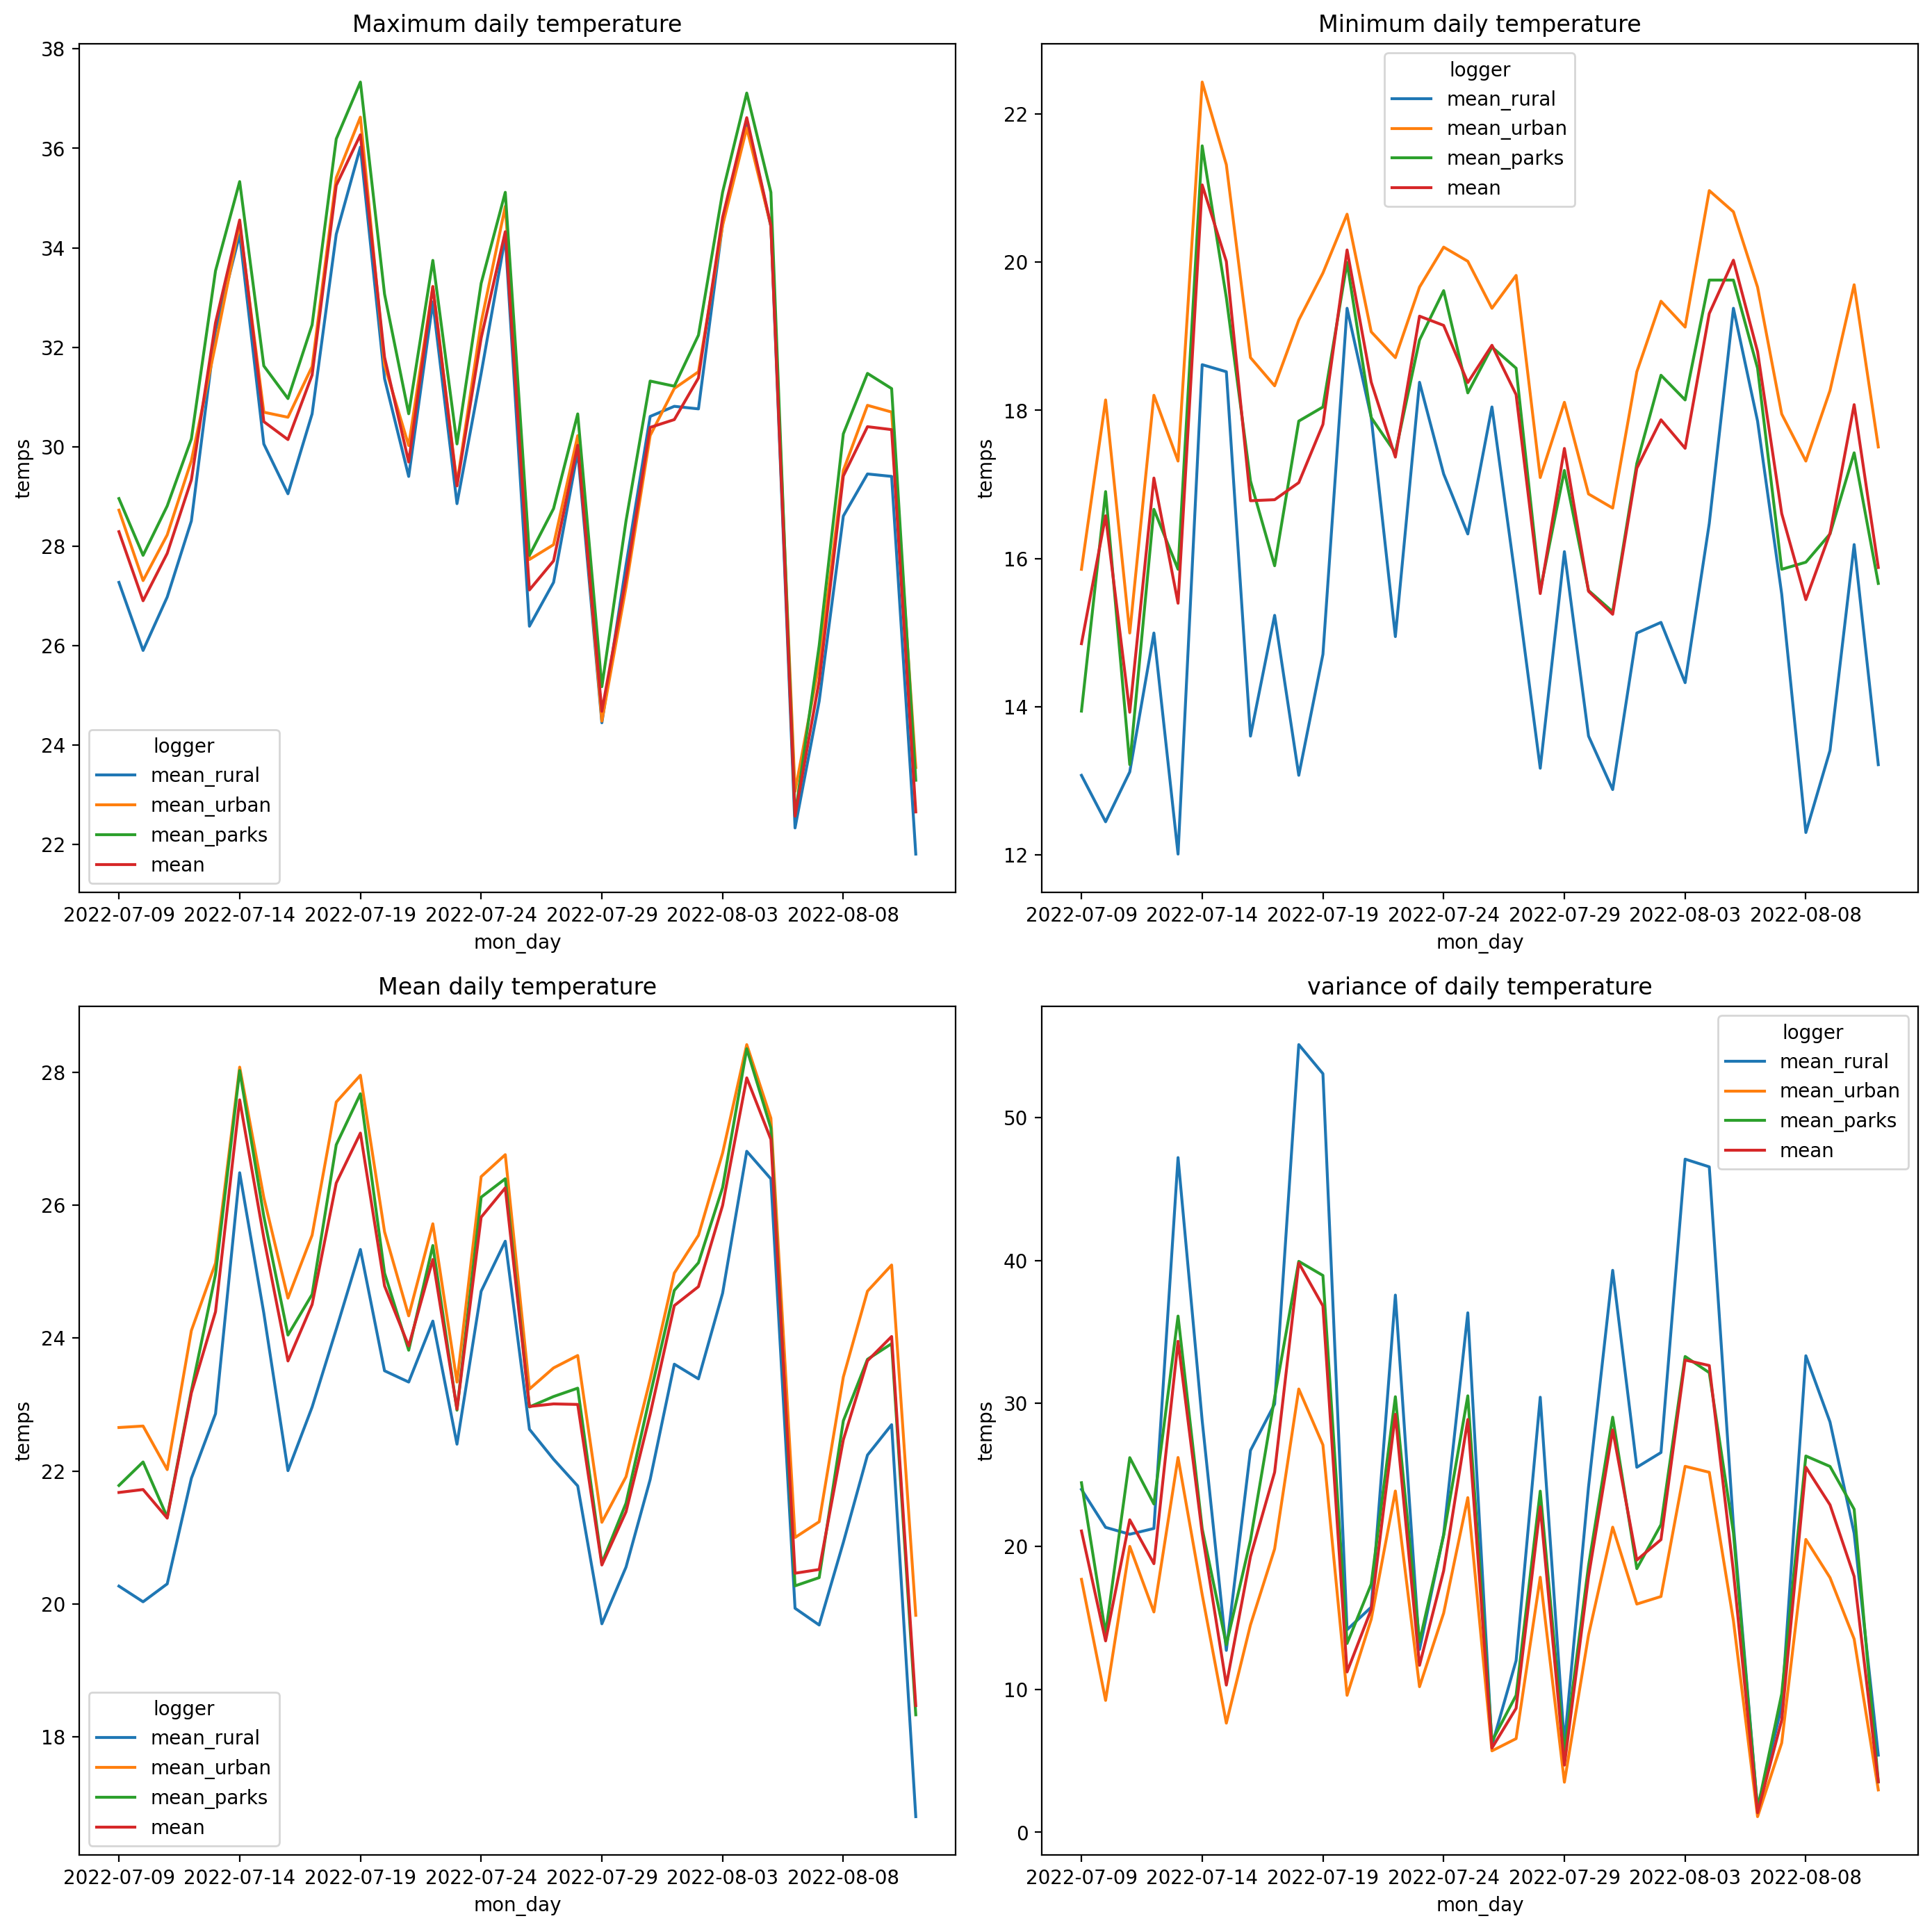 Maximum daily temperature
38
36
34
32
30
28
26
24
22
temps
logger
mean_rural
mean_urban
mean_parks
mean
2022-07-09 2022-07-14 2022-07-19 2022-07-24 2022-07-29 2022-08-03 2022-08-08
mon_day
Minimum daily temperature
logger
mean_rural
mean_urban
mean_parks
mean
22
20
18
16
14
12
temps
2022-07-09 2022-07-14 2022-07-19 2022-07-24 2022-07-29 2022-08-03 2022-08-08
mon_day
Mean daily temperature
28
26
24
22
20
18
temps
logger
mean_rural
mean_urban
mean_parks
mean
2022-07-09 2022-07-14 2022-07-19 2022-07-24 2022-07-29 2022-08-03 2022-08-08
mon_day
variance of daily temperature
logger
mean_rural
mean_urban
mean_parks
mean
50
40
30
20
10
0
temps
2022-07-09 2022-07-14 2022-07-19 2022-07-24 2022-07-29 2022-08-03 2022-08-08
mon_day